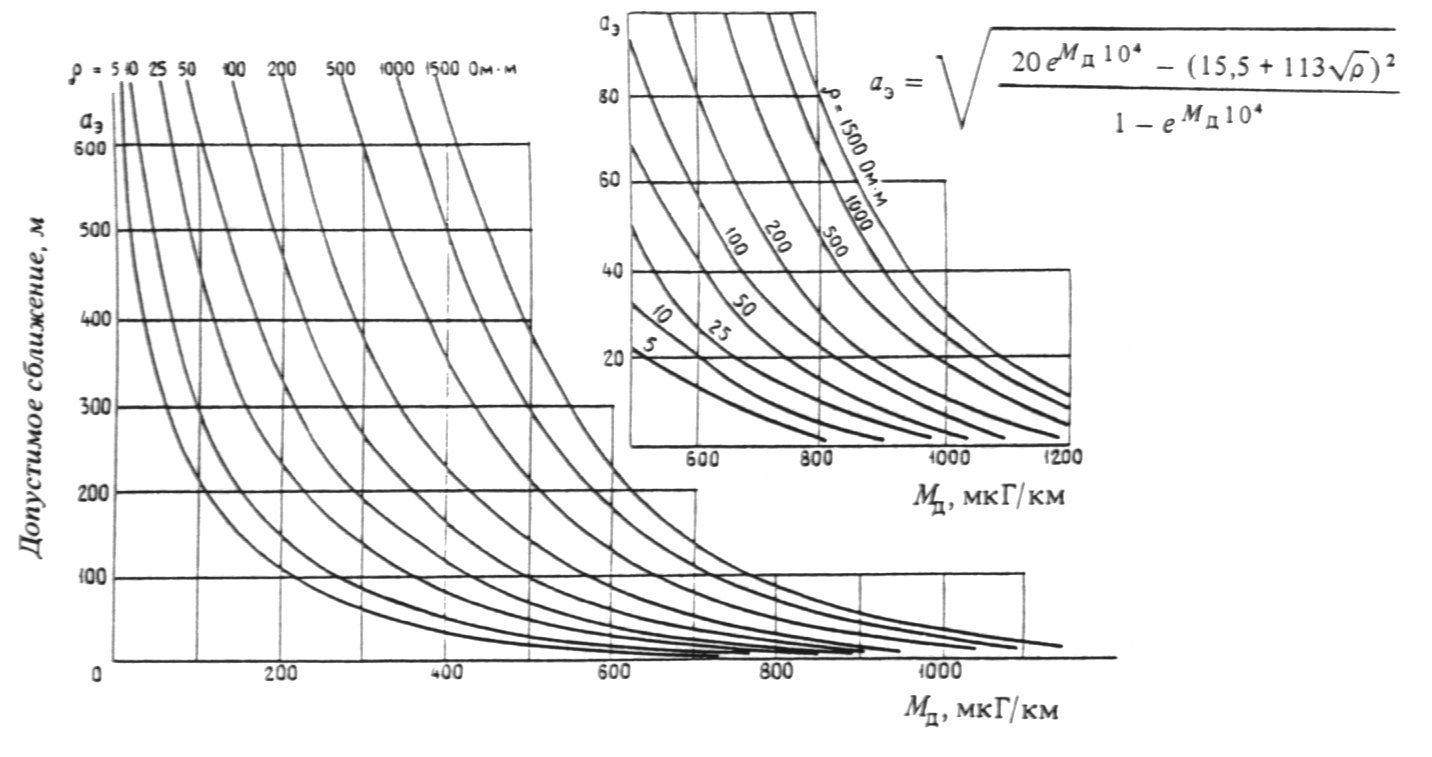 ρ = 5 10 25 50 100 200 500 1000 1500 Ом·м
aэ
600
500
400
300
200
100
0 200 400 600 800 1000
Допустимое сближение, м
Mд, мкГ/км
aэ
80
60
40
20
600 800 1000 1200
ρ = 1500 Ом·м
1000
500
200
100
50
25
10
5
Mд, мкГ/км
aэ = √((20e^(Mд 10⁴) − (15,5 + 113√ρ)²) / (1 − e^(Mд 10⁴)))